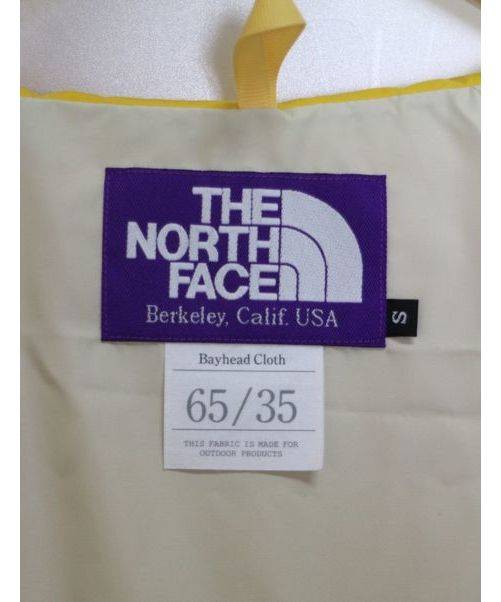 THE
NORTH
FACE
Berkeley, Calif. USA
S
Bayhead Cloth
65/35
THIS FABRIC IS MADE FOR
OUTDOOR PRODUCTS